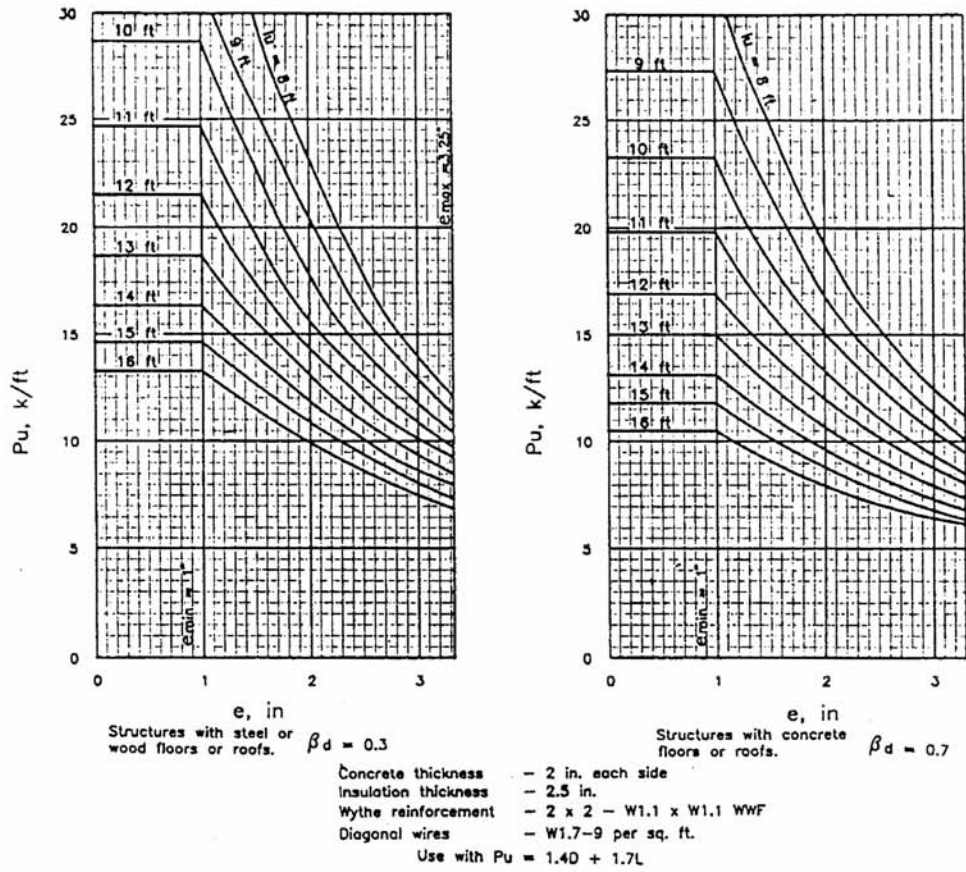 30
25
20
15
10
5
0
Pu, k/ft
10 ft
11 ft
12 ft
13 ft
14 ft
15 ft
16 ft
9 ft
lu = 8 ft
e max = 3.25"
e min = 1"
0 1 2 3
e, in
Structures with steel or
wood floors or roofs. βd = 0.3
30
25
20
15
10
5
0
Pu, k/ft
9 ft
10 ft
11 ft
12 ft
13 ft
14 ft
15 ft
16 ft
lu = 8 ft
e min = 1"
0 1 2 3
e, in
Structures with concrete
floors or roofs. βd = 0.7
Concrete thickness - 2 in. each side
Insulation thickness - 2.5 in.
Wythe reinforcement - 2 x 2 - W1.1 x W1.1 WWF
Diagonal wires - W1.7-9 per sq. ft.
Use with Pu = 1.4D + 1.7L